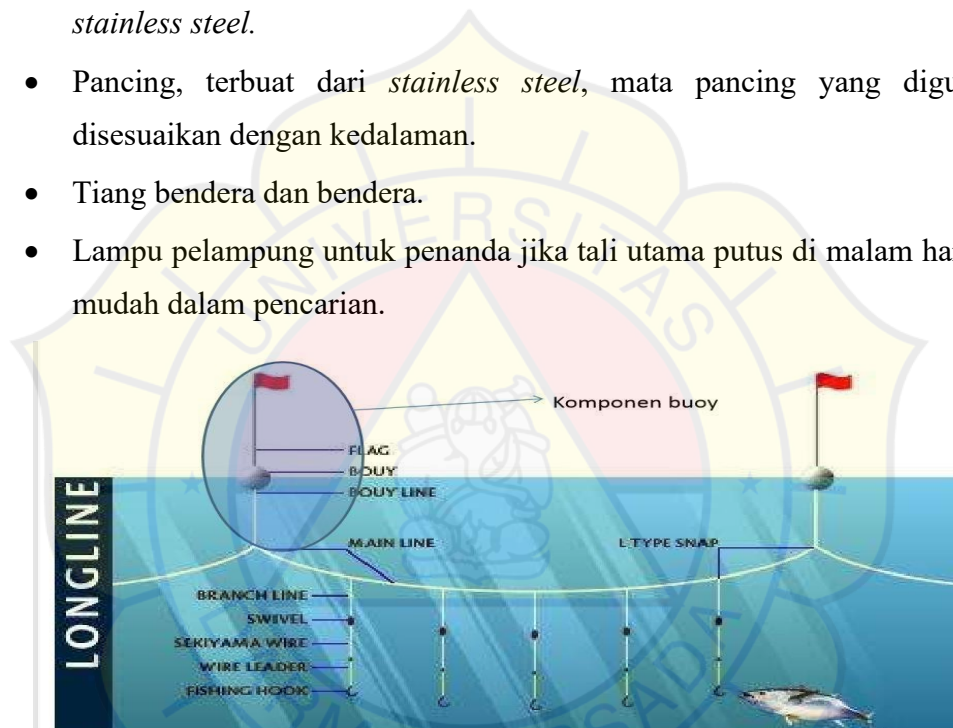 stainless steel.
• Pancing, terbuat dari stainless steel, mata pancing yang digu
disesuaikan dengan kedalaman.
• Tiang bendera dan bendera.
• Lampu pelampung untuk penanda jika tali utama putus di malam har
mudah dalam pencarian.
UNIVERSITAS
Komponen buoy
FLAG
BOUY
BOUY LINE
MAIN LINE
L TYPE SNAP
LONGLINE
BRANCH LINE
SWIVEL
SEKIYAMA WIRE
WIRE LEADER
FISHING HOOK